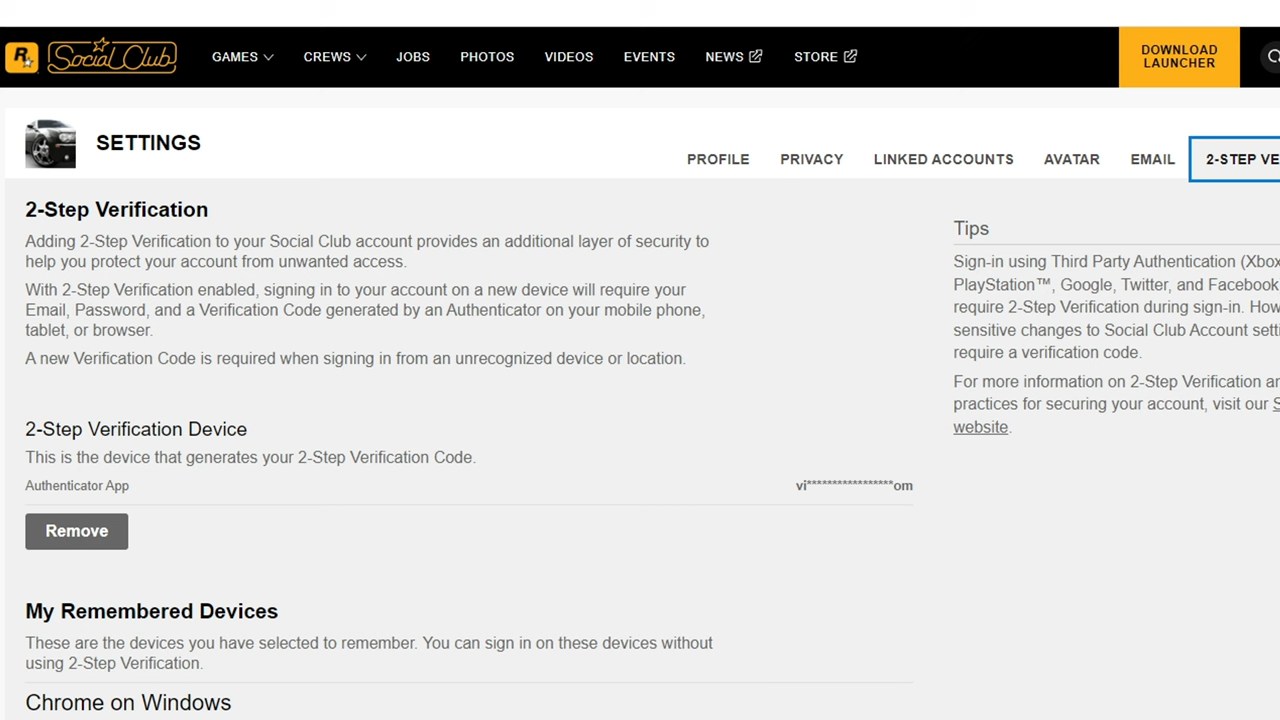 R Social Club GAMES CREWS JOBS PHOTOS VIDEOS EVENTS NEWS STORE DOWNLOAD
LAUNCHER
SETTINGS
PROFILE PRIVACY LINKED ACCOUNTS AVATAR EMAIL 2-STEP VE
2-Step Verification
Adding 2-Step Verification to your Social Club account provides an additional layer of security to
help you protect your account from unwanted access.
With 2-Step Verification enabled, signing in to your account on a new device will require your
Email, Password, and a Verification Code generated by an Authenticator on your mobile phone,
tablet, or browser.
A new Verification Code is required when signing in from an unrecognized device or location.
2-Step Verification Device
This is the device that generates your 2-Step Verification Code.
Authenticator App vi*****************om
Remove
My Remembered Devices
These are the devices you have selected to remember. You can sign in on these devices without
using 2-Step Verification.
Chrome on Windows
Tips
Sign-in using Third Party Authentication (Xbox
PlayStation™, Google, Twitter, and Facebook
require 2-Step Verification during sign-in. How
sensitive changes to Social Club Account setti
require a verification code.
For more information on 2-Step Verification an
practices for securing your account, visit our S
website.